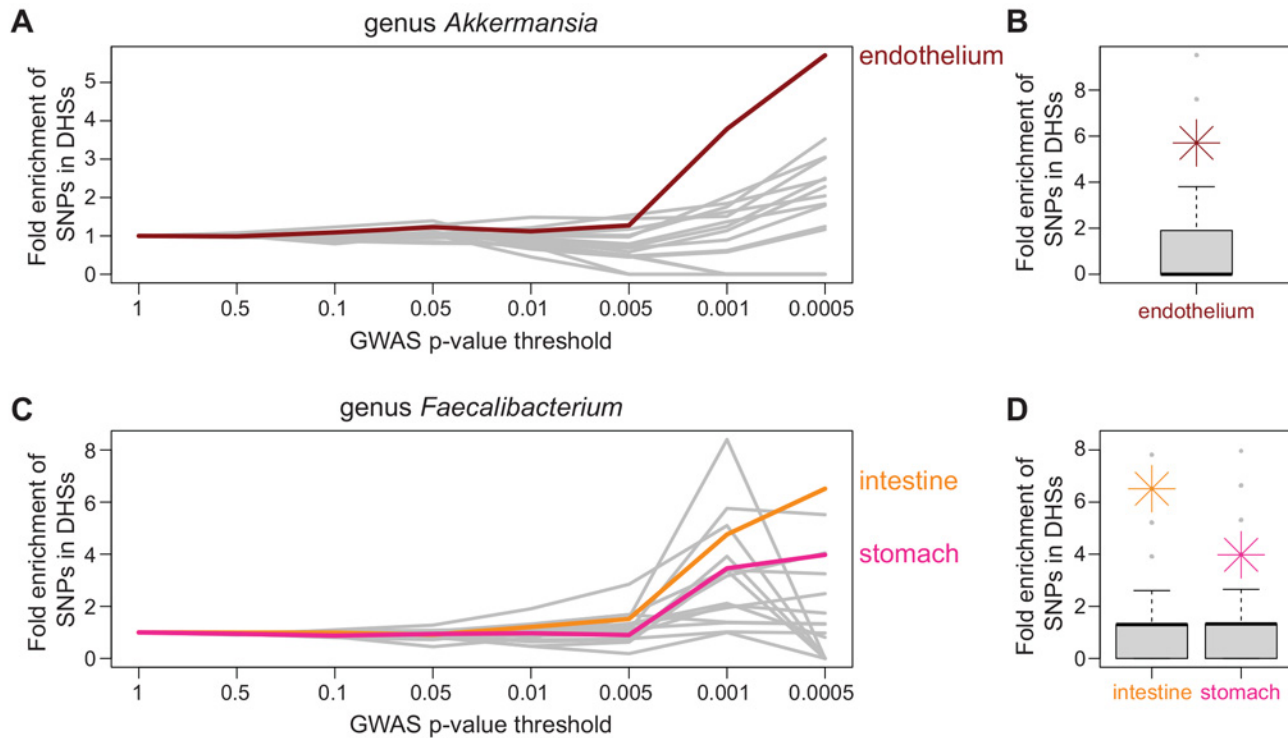 A
genus Akkermansia
Fold enrichment of
SNPs in DHSs
5
4
3
2
1
0
1 0.5 0.1 0.05 0.01 0.005 0.001 0.0005
GWAS p-value threshold
endothelium
B
Fold enrichment of
SNPs in DHSs
8
6
4
2
0
endothelium
C
genus Faecalibacterium
Fold enrichment of
SNPs in DHSs
8
6
4
2
0
1 0.5 0.1 0.05 0.01 0.005 0.001 0.0005
GWAS p-value threshold
intestine
stomach
D
Fold enrichment of
SNPs in DHSs
8
6
4
2
0
intestine stomach